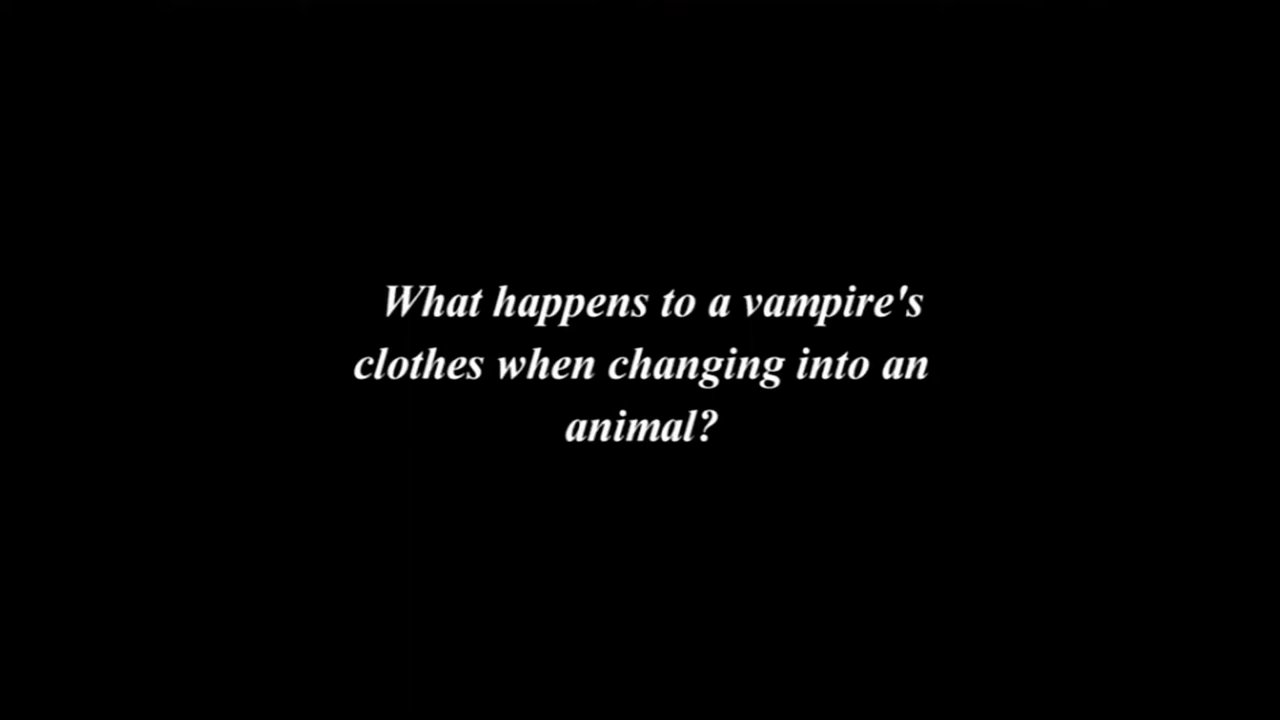 What happens to a vampire's
clothes when changing into an
animal?